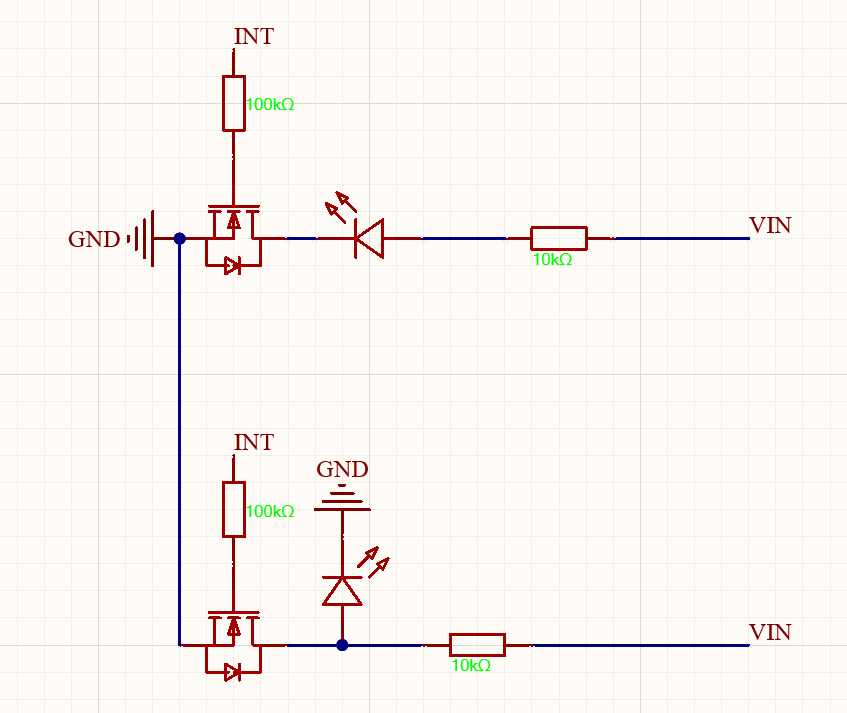 INT
100kΩ
GND
VIN
10kΩ
INT
GND
100kΩ
VIN
10kΩ